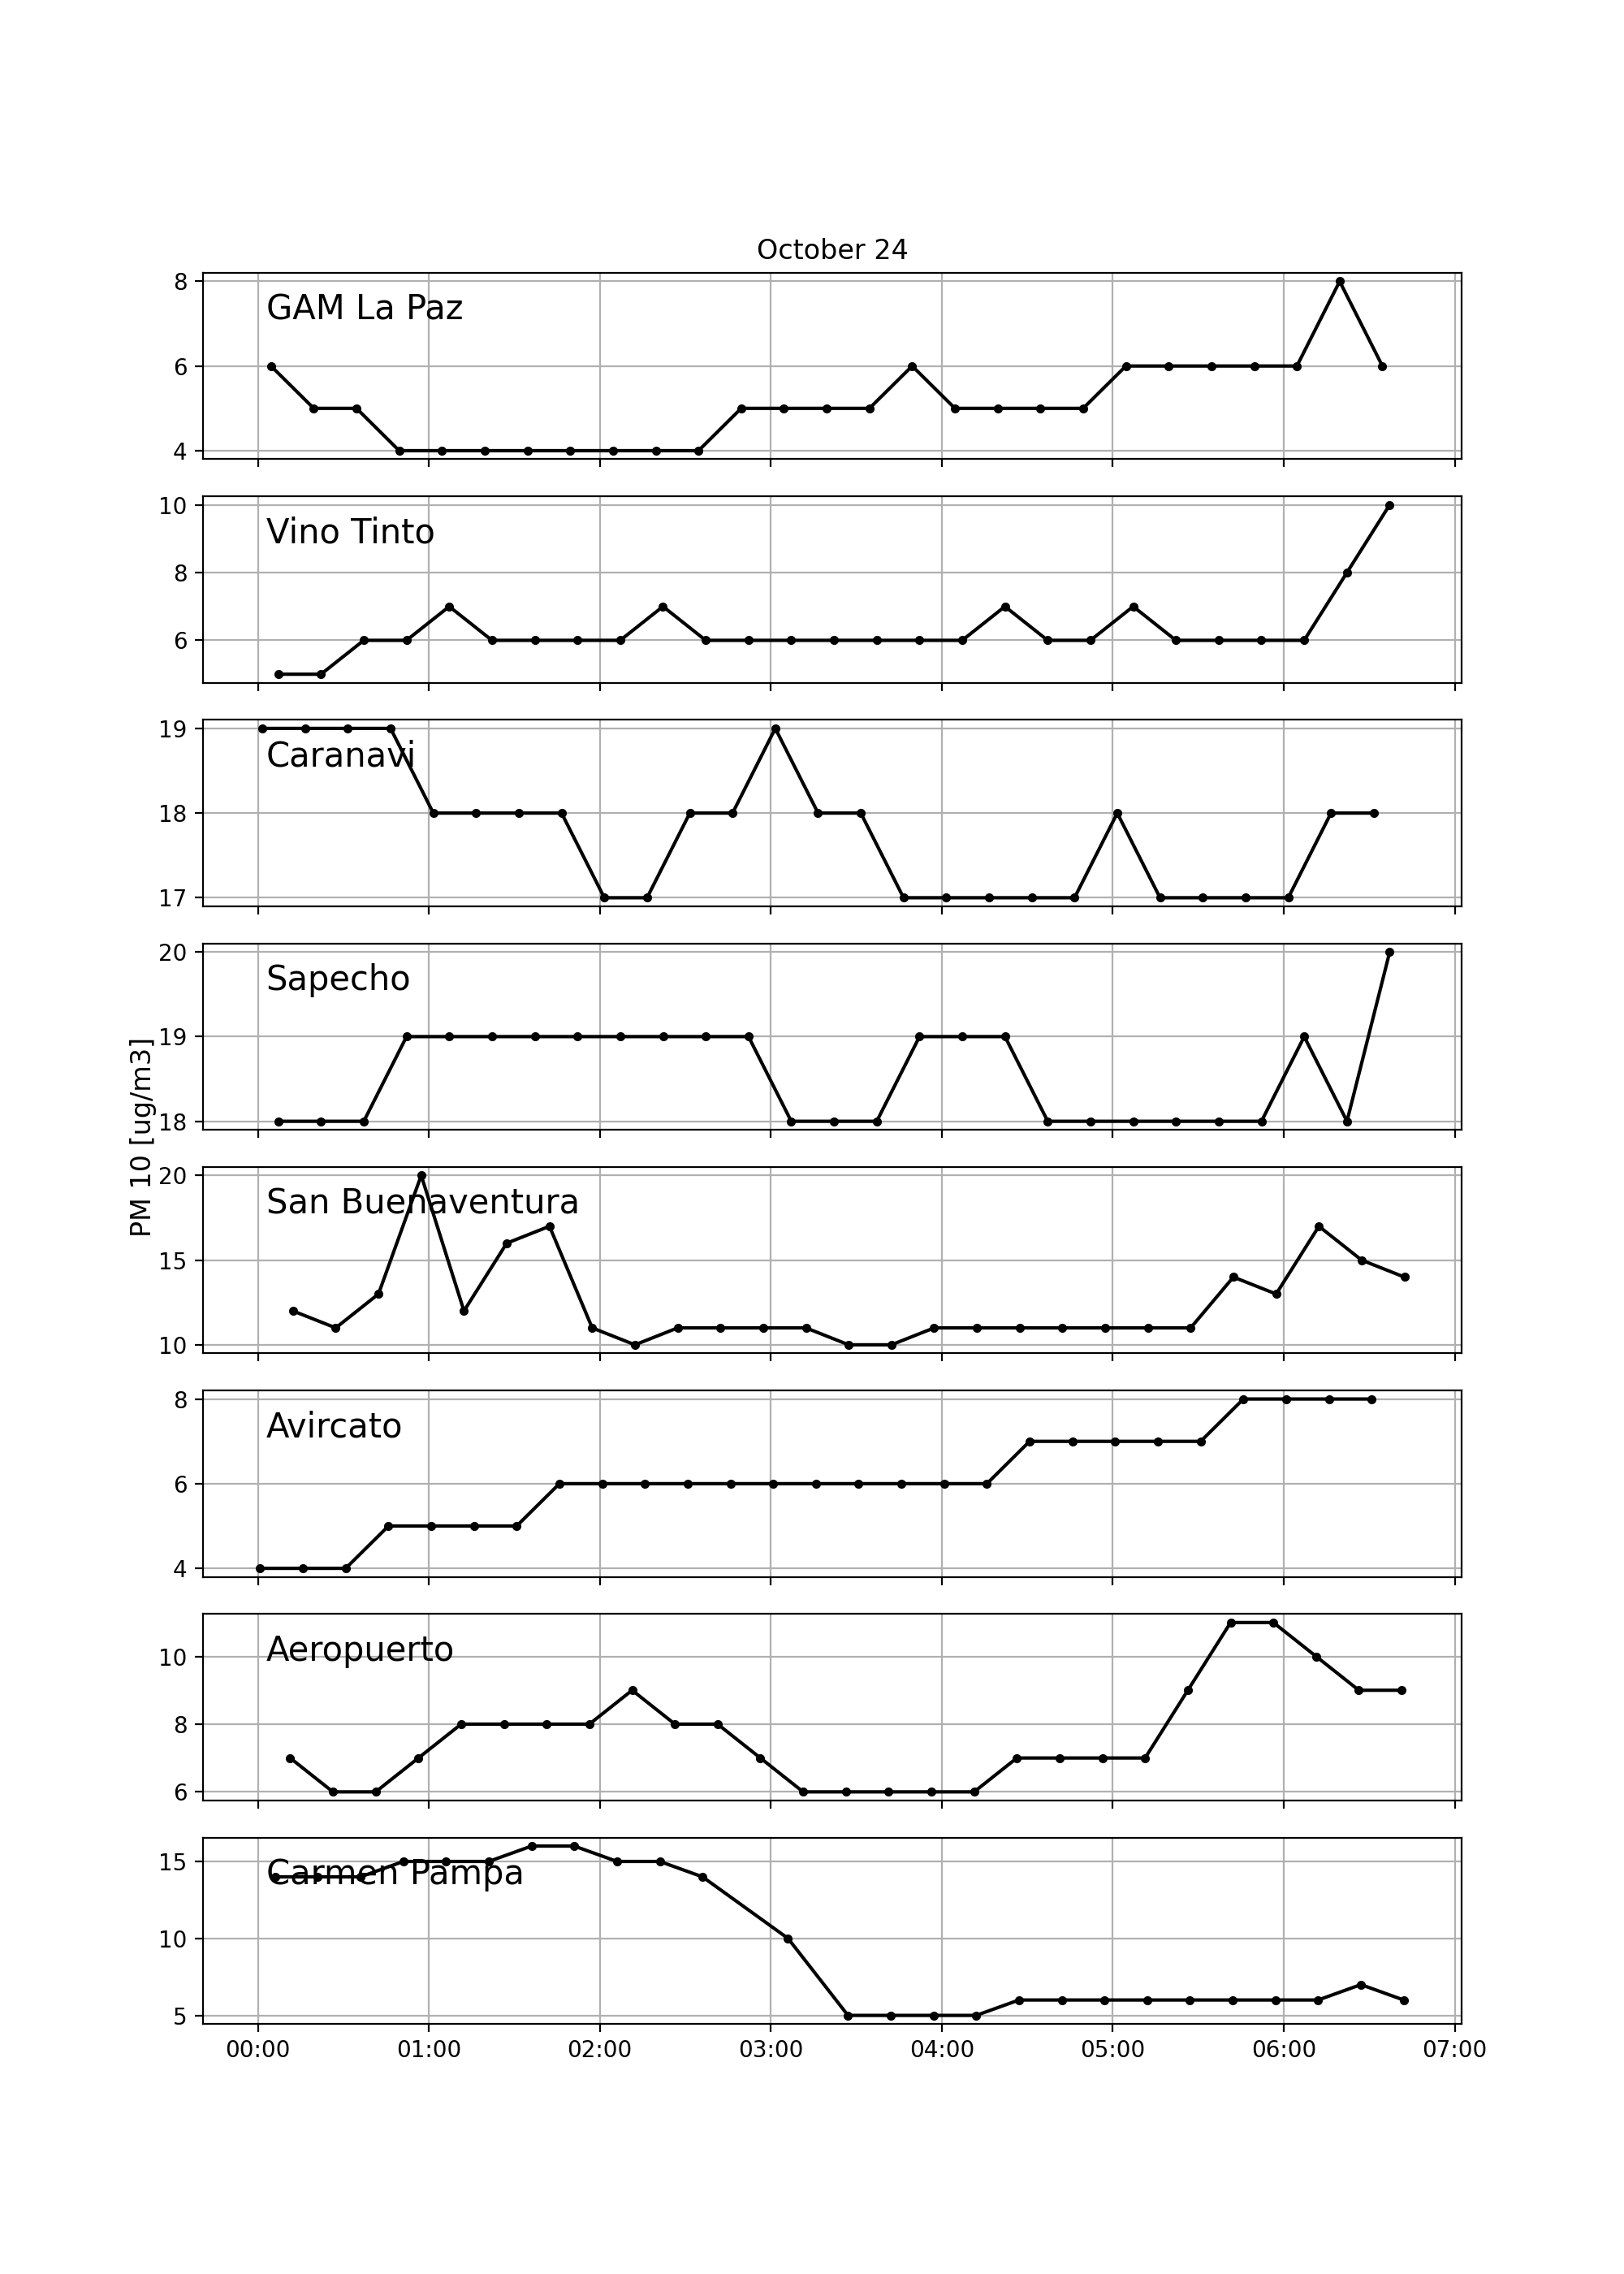 October 24
8
GAM La Paz
6
4
10
Vino Tinto
8
6
19
Caranavi
18
17
20
Sapecho
19
18
PM 10 [ug/m3]
20
San Buenaventura
15
10
8
Avircato
6
4
Aeropuerto
10
8
6
15
Carmen Pampa
10
5
00:00 01:00 02:00 03:00 04:00 05:00 06:00 07:00